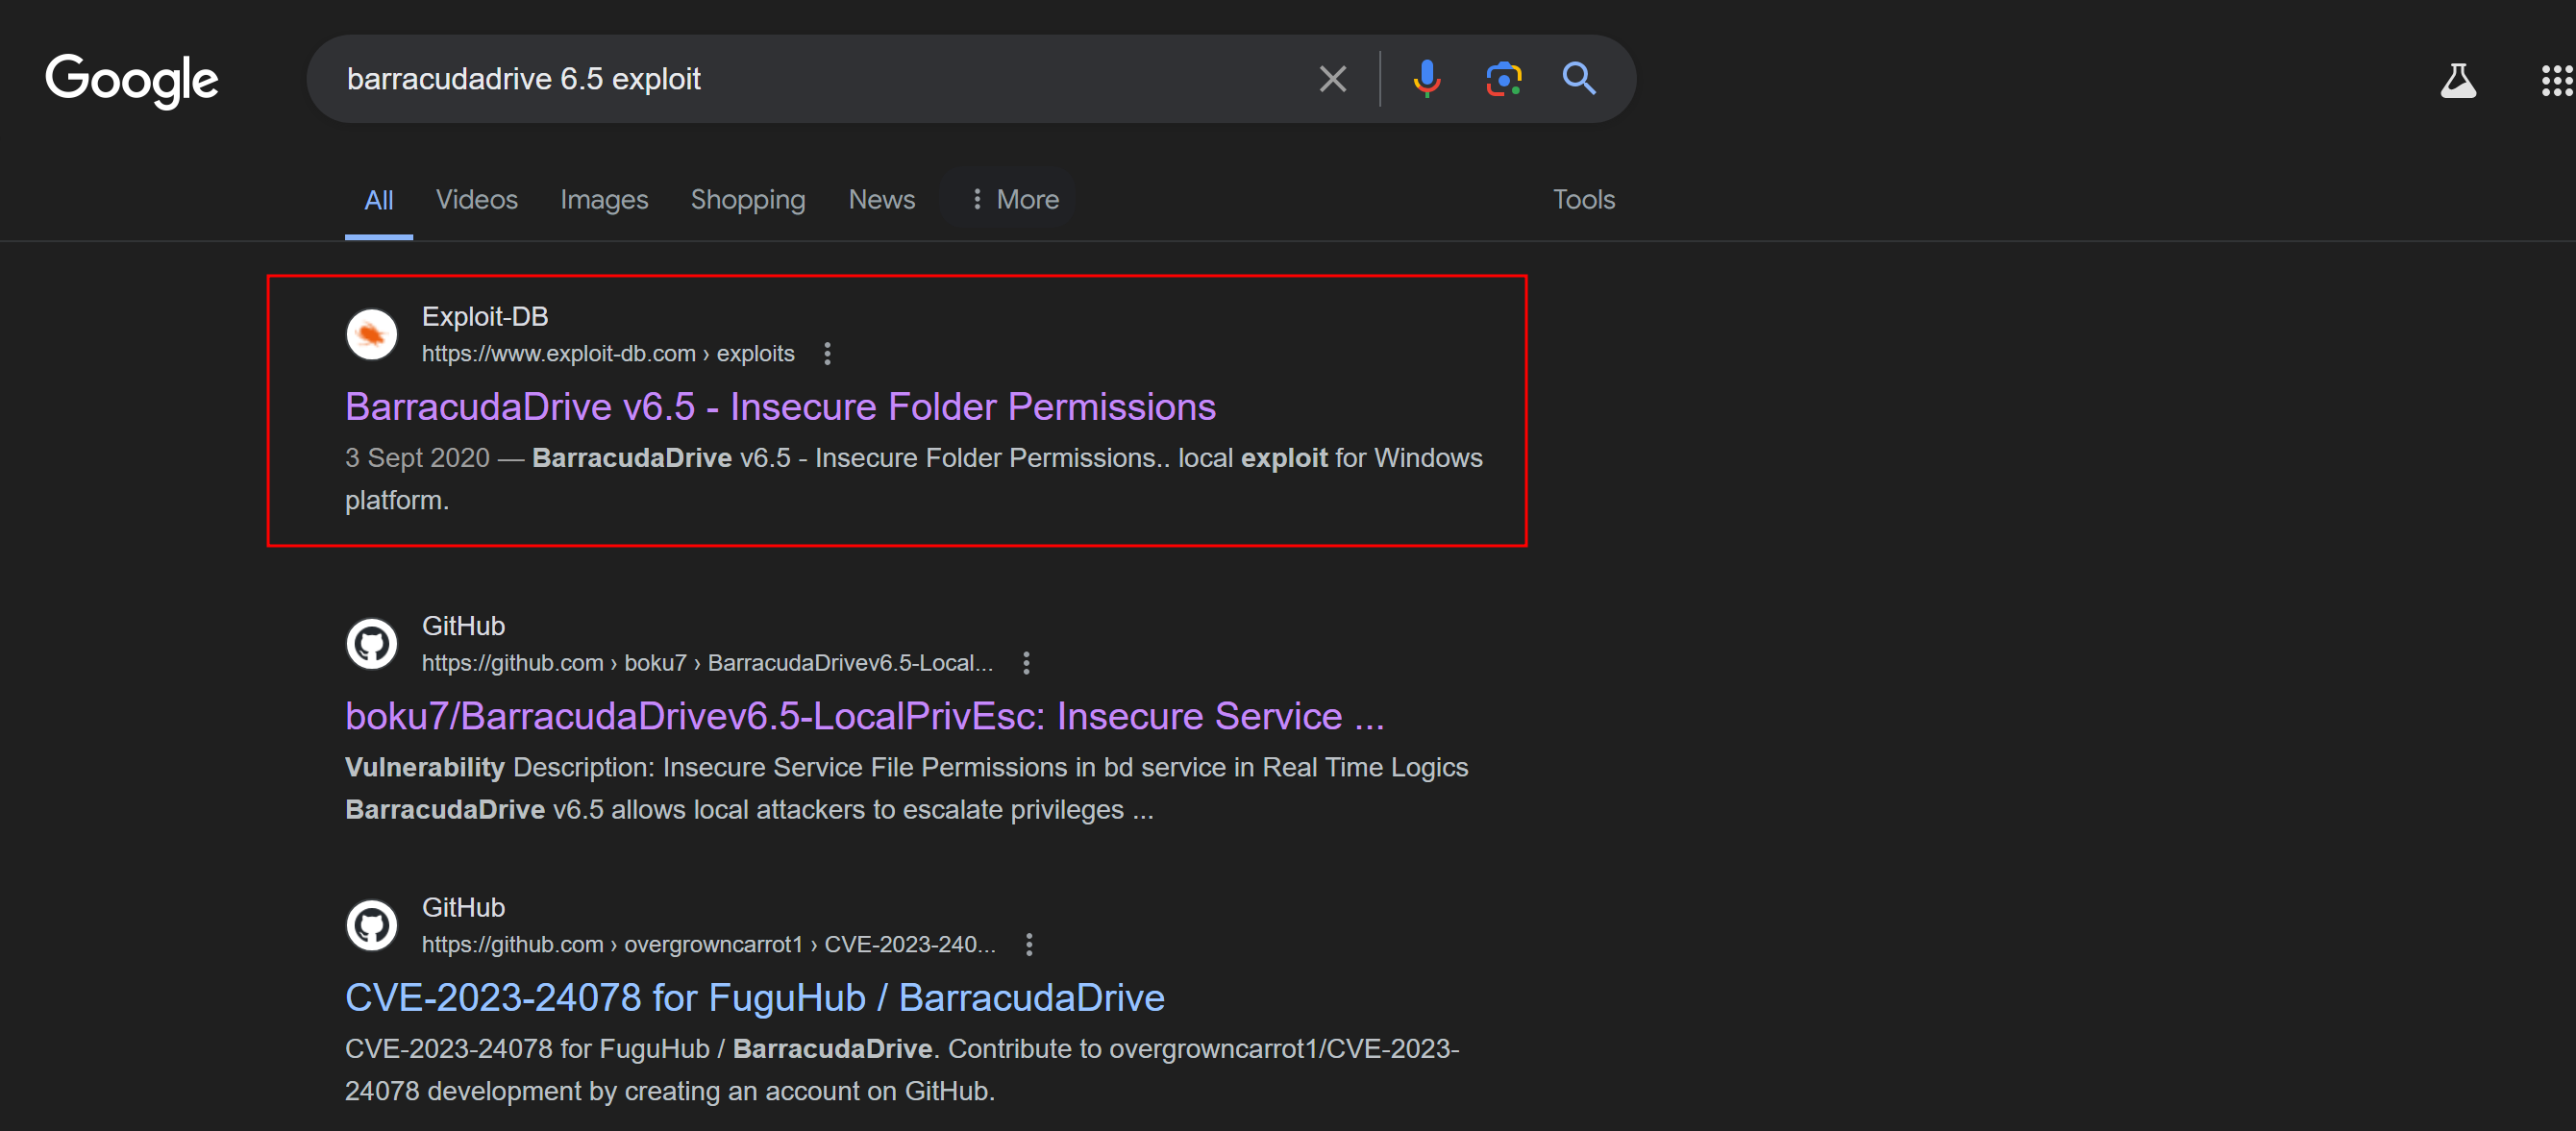 Google
barracudadrive 6.5 exploit
All Videos Images Shopping News More Tools
Exploit-DB
https://www.exploit-db.com › exploits
BarracudaDrive v6.5 - Insecure Folder Permissions
3 Sept 2020 — BarracudaDrive v6.5 - Insecure Folder Permissions.. local exploit for Windows
platform.
GitHub
https://github.com › boku7 › BarracudaDrivev6.5-Local...
boku7/BarracudaDrivev6.5-LocalPrivEsc: Insecure Service ...
Vulnerability Description: Insecure Service File Permissions in bd service in Real Time Logics
BarracudaDrive v6.5 allows local attackers to escalate privileges ...
GitHub
https://github.com › overgrowncarrot1 › CVE-2023-240...
CVE-2023-24078 for FuguHub / BarracudaDrive
CVE-2023-24078 for FuguHub / BarracudaDrive. Contribute to overgrowncarrot1/CVE-2023-
24078 development by creating an account on GitHub.